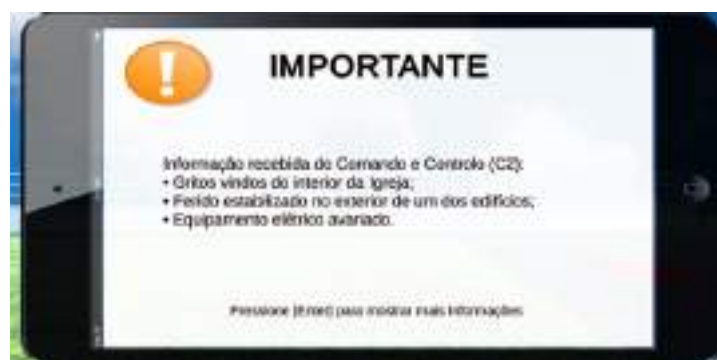 IMPORTANTE
Informação recebida do Comando e Controlo (C2):
• Gritos vindos do interior da Igreja;
• Ferido estabilizado no exterior de um dos edifícios;
• Equipamento elétrico avariado.
Pressione [Enter] para mostrar mais Informações